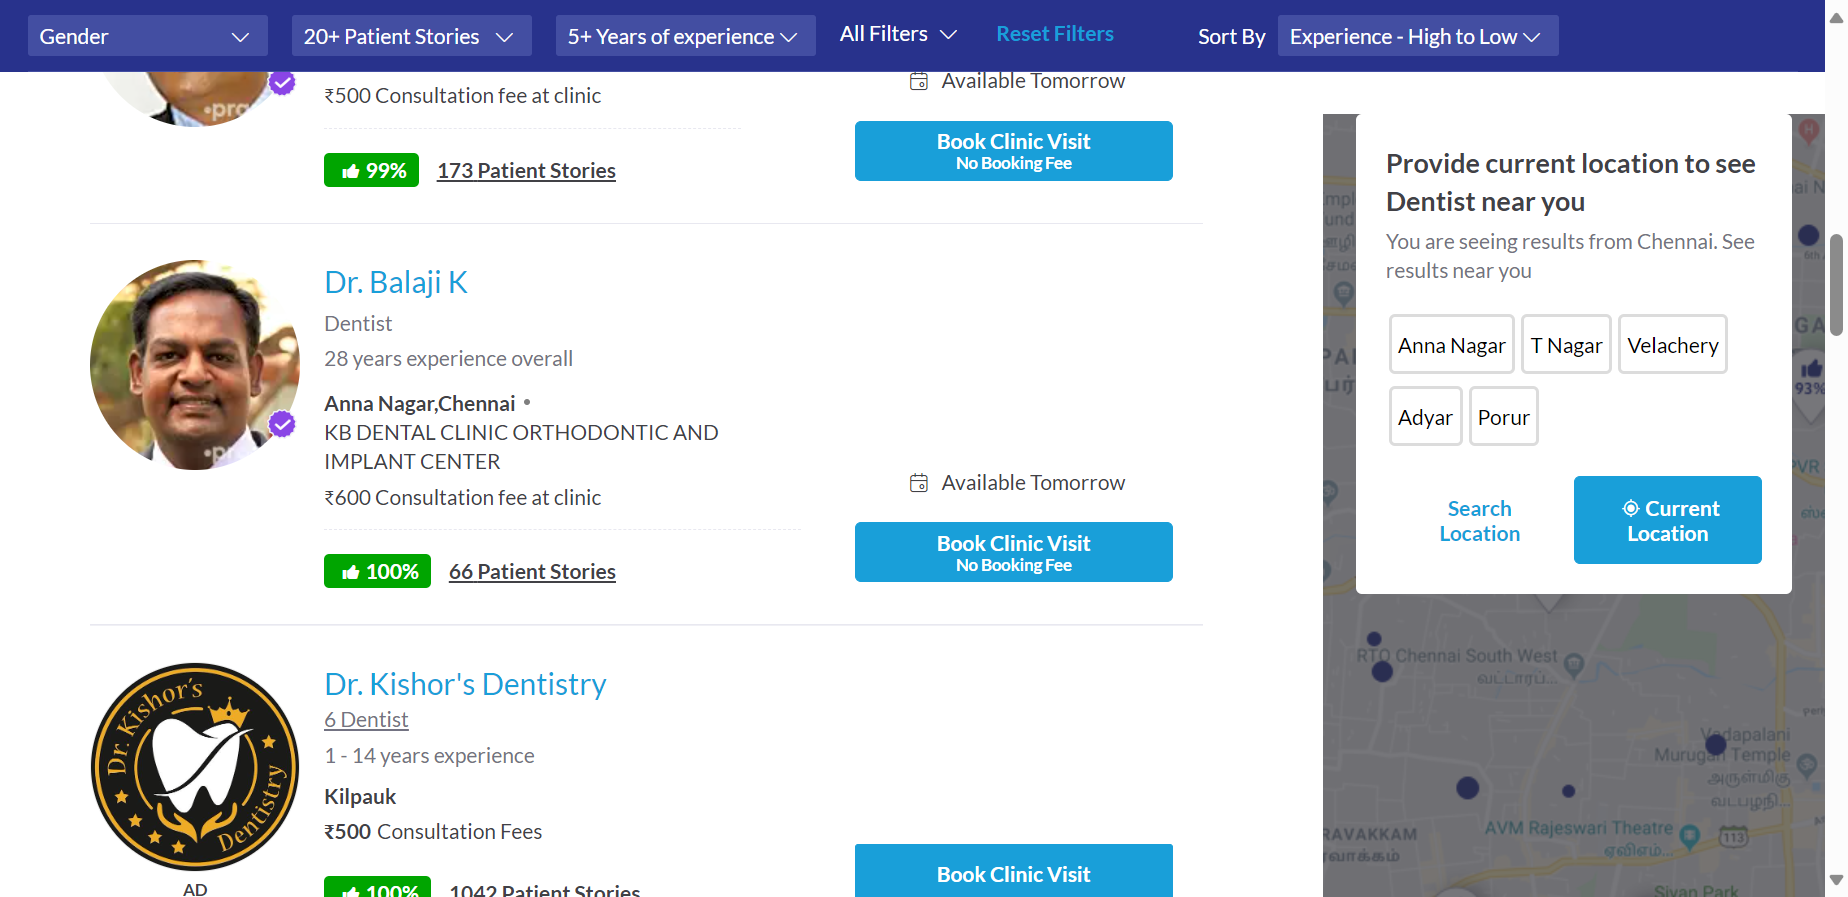 Gender
20+ Patient Stories
5+ Years of experience
All Filters
Reset Filters
Sort By
Experience - High to Low
₹500 Consultation fee at clinic
99%
173 Patient Stories
Available Tomorrow
Book Clinic Visit
No Booking Fee
Dr. Balaji K
Dentist
28 years experience overall
Anna Nagar,Chennai •
KB DENTAL CLINIC ORTHODONTIC AND
IMPLANT CENTER
₹600 Consultation fee at clinic
100%
66 Patient Stories
Available Tomorrow
Book Clinic Visit
No Booking Fee
Dr. Kishor's
Dentistry
AD
Dr. Kishor's Dentistry
6 Dentist
1 - 14 years experience
Kilpauk
₹500 Consultation Fees
100%
1042 Patient Stories
Book Clinic Visit
Provide current location to see
Dentist near you
You are seeing results from Chennai. See
results near you
Anna Nagar
T Nagar
Velachery
Adyar
Porur
Search
Location
Current
Location
93%
RTO Chennai South West
வட்டாரப்...
Vadapalani
Murugan Temple
அருள்மிகு
வடபழநி...
RAVAKKAM
AVM Rajeswari Theatre
ஏவிஎம்...
113
Sivan Park